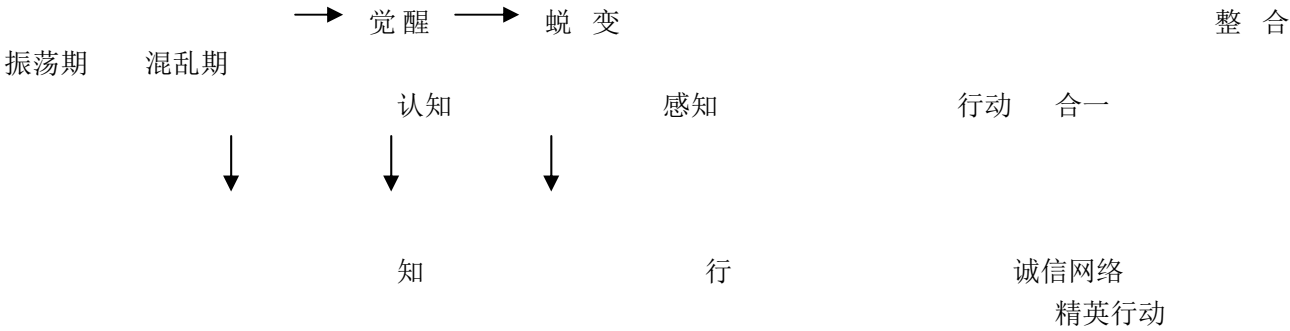 觉醒 蜕 变 整 合
振荡期 混乱期
认知 感知 行动 合一
知 行 诚信网络
精英行动